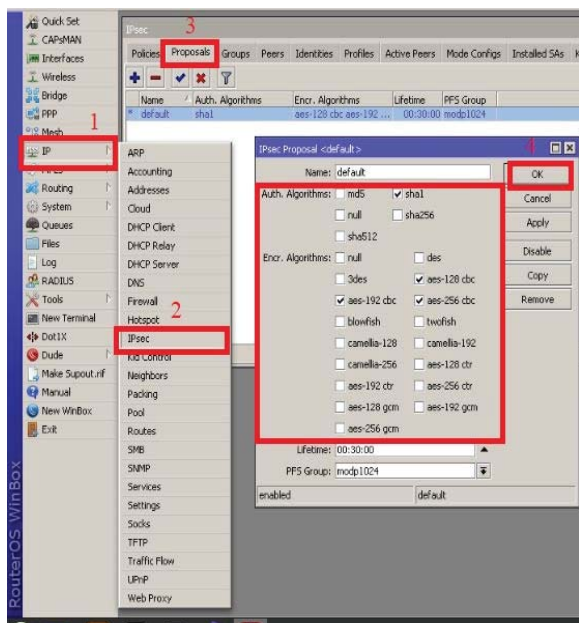 Quick Set
CAPsMAN
Interfaces
Wireless
Bridge
PPP
Mesh
IP
Routing
System
Queues
Files
Log
RADIUS
Tools
New Terminal
Dot1X
Dude
Make Supout.rif
Manual
New WinBox
Exit
RouterOS WinBox
1
ARP
Accounting
Addresses
Cloud
DHCP Client
DHCP Relay
DHCP Server
DNS
Firewall
Hotspot
2
IPsec
Kid Control
Neighbors
Packing
Pool
Routes
SMB
SNMP
Services
Settings
Socks
TFTP
Traffic Flow
UPnP
Web Proxy
IPsec
3
Policies Proposals Groups Peers Identities Profiles Active Peers Mode Configs Installed SAs
Name Auth. Algorithms Encr. Algorithms Lifetime PFS Group
* default sha1 aes-128 cbc aes-192 ... 00:30:00 modp1024
IPsec Proposal <default>
4
Name: default
OK
Auth. Algorithms: md5 sha1
Cancel
null sha256
Apply
sha512
Encr. Algorithms: null des
Disable
3des aes-128 cbc
Copy
aes-192 cbc aes-256 cbc
Remove
blowfish twofish
camellia-128 camellia-192
camellia-256 aes-128 ctr
aes-192 ctr aes-256 ctr
aes-128 gcm aes-192 gcm
aes-256 gcm
Lifetime: 00:30:00
PFS Group: modp1024
enabled default